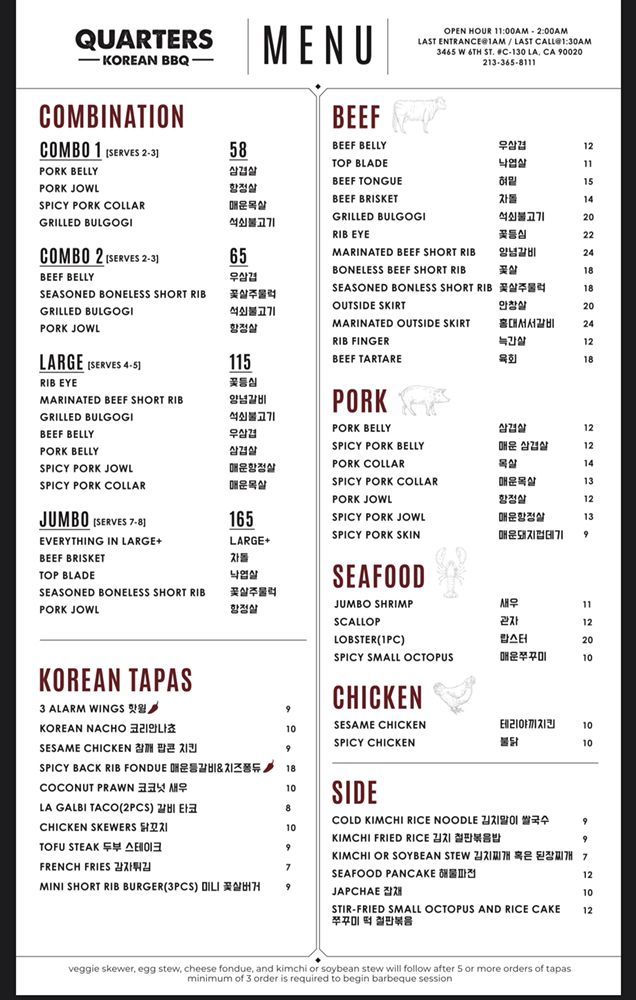 QUARTERS
KOREAN BBQ
MENU
OPEN HOUR 11:00AM - 2:00AM
LAST ENTRANCE@1AM / LAST CALL@1:30AM
3465 W 6TH ST. #C-130 LA, CA 90020
213-365-8111
COMBINATION
COMBO 1 [SERVES 2-3] 58
PORK BELLY 삼겹살
PORK JOWL 항정살
SPICY PORK COLLAR 매운목살
GRILLED BULGOGI 석쇠불고기
COMBO 2 [SERVES 2-3] 65
BEEF BELLY 우삼겹
SEASONED BONELESS SHORT RIB 꽃살주물럭
GRILLED BULGOGI 석쇠불고기
PORK JOWL 항정살
LARGE [SERVES 4-5] 115
RIB EYE 꽃등심
MARINATED BEEF SHORT RIB 양념갈비
GRILLED BULGOGI 석쇠불고기
BEEF BELLY 우삼겹
PORK BELLY 삼겹살
SPICY PORK JOWL 매운항정살
SPICY PORK COLLAR 매운목살
JUMBO [SERVES 7-8] 165
EVERYTHING IN LARGE+ LARGE+
BEEF BRISKET 차돌
TOP BLADE 낙엽살
SEASONED BONELESS SHORT RIB 꽃살주물럭
PORK JOWL 항정살
KOREAN TAPAS
3 ALARM WINGS 핫윙 9
KOREAN NACHO 코리안나쵸 10
SESAME CHICKEN 참깨 팝콘 치킨 9
SPICY BACK RIB FONDUE 매운등갈비&치즈퐁듀 18
COCONUT PRAWN 코코넛 새우 10
LA GALBI TACO(2PCS) 갈비 타코 8
CHICKEN SKEWERS 닭꼬치 10
TOFU STEAK 두부 스테이크 9
FRENCH FRIES 감자튀김 7
MINI SHORT RIB BURGER(3PCS) 미니 꽃살버거 9
BEEF
BEEF BELLY 우삼겹 12
TOP BLADE 낙엽살 11
BEEF TONGUE 혀밑 15
BEEF BRISKET 차돌 14
GRILLED BULGOGI 석쇠불고기 20
RIB EYE 꽃등심 22
MARINATED BEEF SHORT RIB 양념갈비 24
BONELESS BEEF SHORT RIB 꽃살 18
SEASONED BONLESS SHORT RIB 꽃살주물럭 18
OUTSIDE SKIRT 안창살 20
MARINATED OUTSIDE SKIRT 홍대서서갈비 24
RIB FINGER 늑간살 12
BEEF TARTARE 육회 18
PORK
PORK BELLY 삼겹살 12
SPICY PORK BELLY 매운 삼겹살 12
PORK COLLAR 목살 14
SPICY PORK COLLAR 매운목살 13
PORK JOWL 항정살 12
SPICY PORK JOWL 매운항정살 13
SPICY PORK SKIN 매운돼지껍데기 9
SEAFOOD
JUMBO SHRIMP 새우 11
SCALLOP 관자 12
LOBSTER(1PC) 랍스터 20
SPICY SMALL OCTOPUS 매운쭈꾸미 10
CHICKEN
SESAME CHICKEN 테리야끼치킨 10
SPICY CHICKEN 불닭 10
SIDE
COLD KIMCHI RICE NOODLE 김치말이 쌀국수 9
KIMCHI FRIED RICE 김치 철판볶음밥 9
KIMCHI OR SOYBEAN STEW 김치찌개 혹은 된장찌개 7
SEAFOOD PANCAKE 해물파전 12
JAPCHAE 잡채 10
STIR-FRIED SMALL OCTOPUS AND RICE CAKE 12
쭈꾸미 떡 철판볶음
veggie skewer, egg stew, cheese fondue, and kimchi or soybean stew will follow after 5 or more orders of tapas
minimum of 3 order is required to begin barbeque session